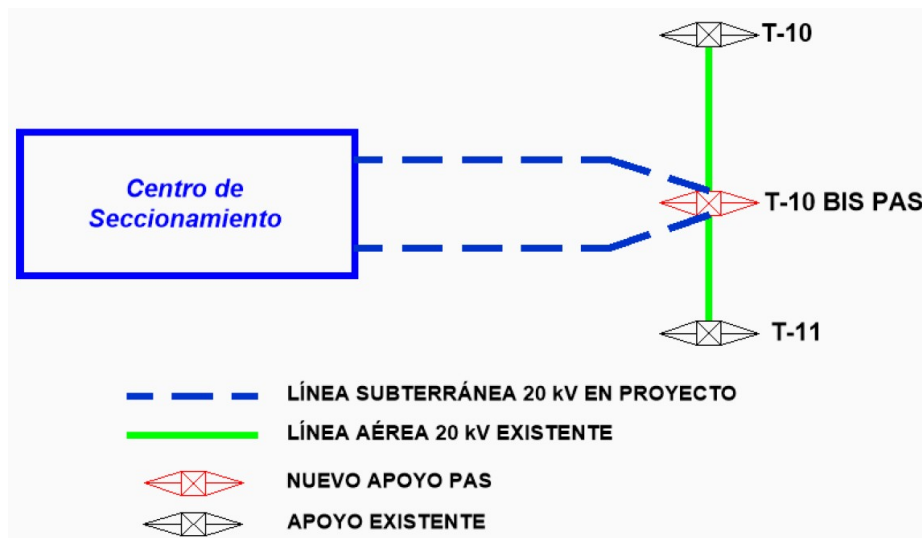 T-10
Centro de
Seccionamiento
T-10 BIS PAS
T-11
LÍNEA SUBTERRÁNEA 20 kV EN PROYECTO
LÍNEA AÉREA 20 kV EXISTENTE
NUEVO APOYO PAS
APOYO EXISTENTE